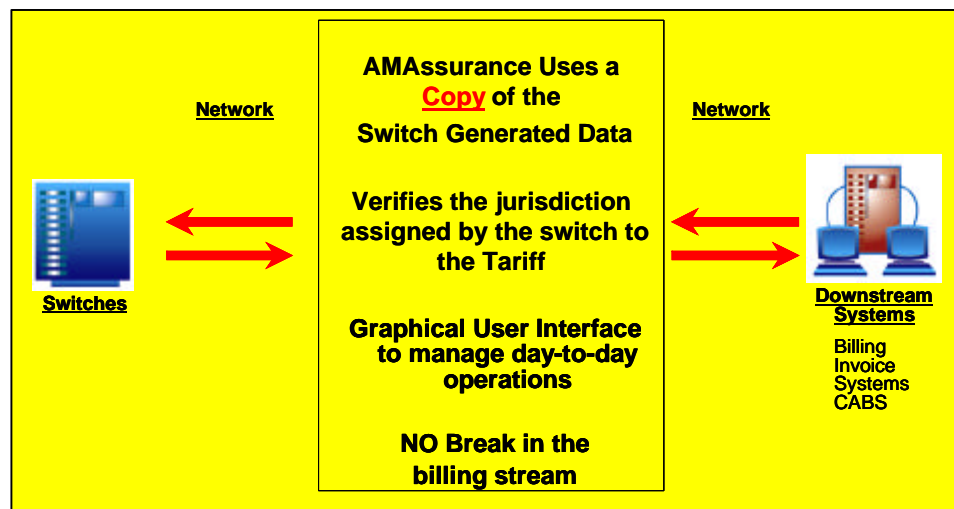 Network
Switches
AMAssurance Uses a
Copy of the
Switch Generated Data
Verifies the jurisdiction
assigned by the switch to
the Tariff
Graphical User Interface
to manage day-to-day
operations
NO Break in the
billing stream
Network
Downstream
Systems
Billing
Invoice
Systems
CABS